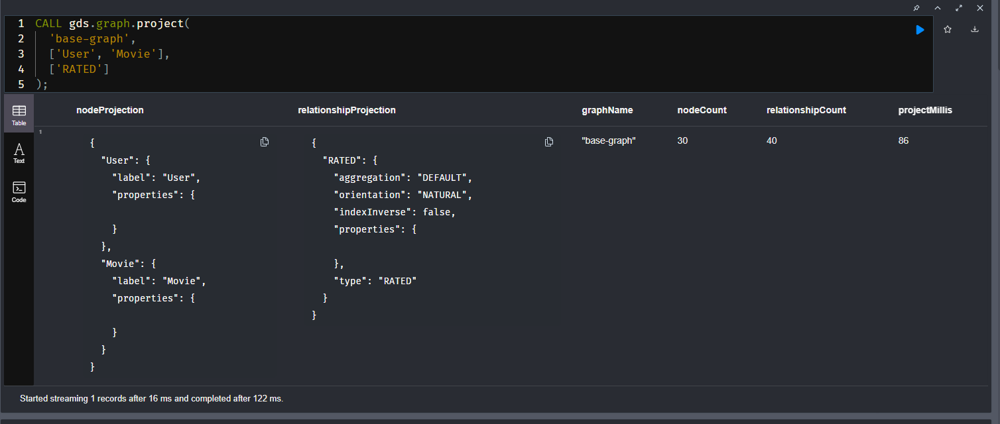 1 CALL gds.graph.project(
2 'base-graph',
3 ['User', 'Movie'],
4 ['RATED']
5 );
Table
Text
Code
nodeProjection relationshipProjection graphName nodeCount relationshipCount projectMillis
1
{
"User": {
"label": "User",
"properties": {
}
},
"Movie": {
"label": "Movie",
"properties": {
}
}
}
{
"RATED": {
"aggregation": "DEFAULT",
"orientation": "NATURAL",
"indexInverse": false,
"properties": {
},
"type": "RATED"
}
}
"base-graph" 30 40 86
Started streaming 1 records after 16 ms and completed after 122 ms.